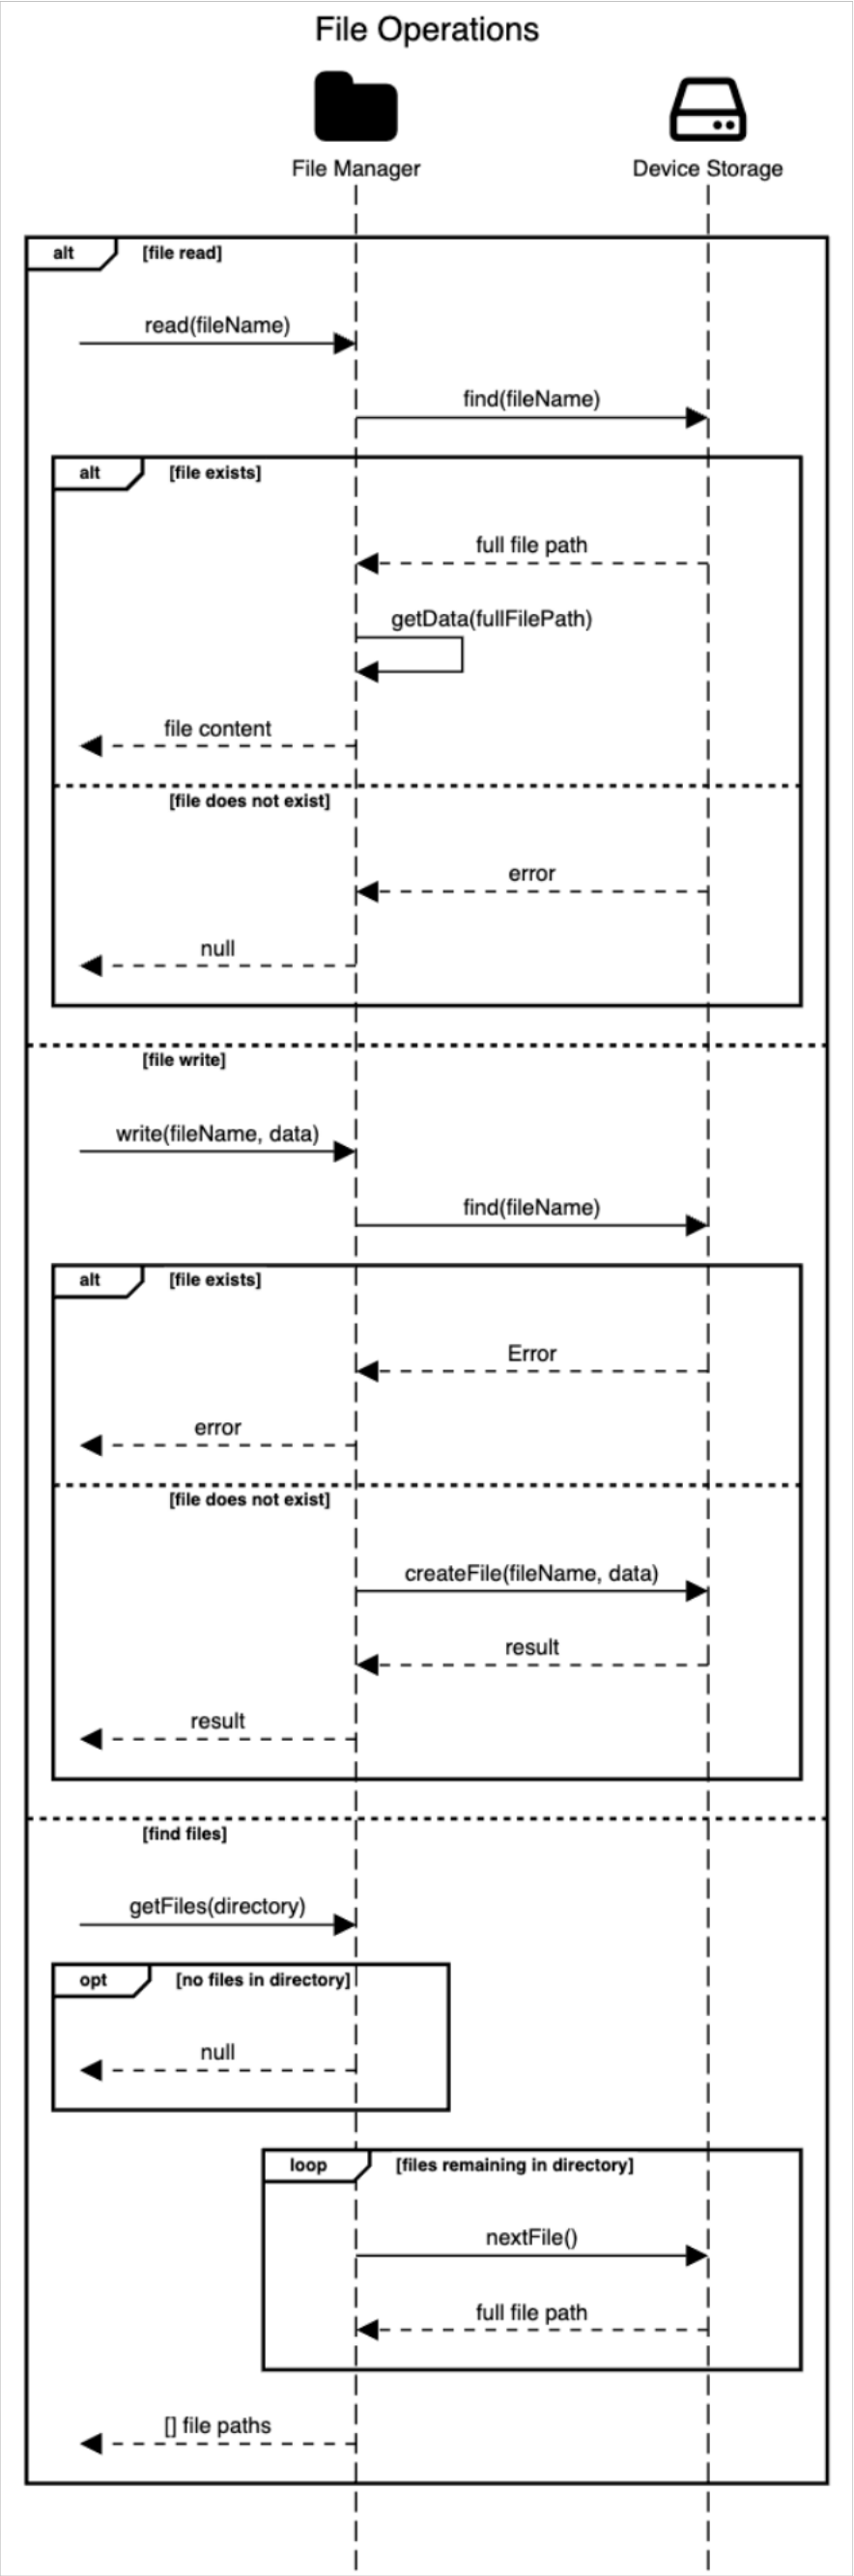 File Operations
File Manager
Device Storage
alt
[file read]
read(fileName)
find(fileName)
alt
[file exists]
full file path
getData(fullFilePath)
file content
[file does not exist]
error
null
[file write]
write(fileName, data)
find(fileName)
alt
[file exists]
Error
error
[file does not exist]
createFile(fileName, data)
result
result
[find files]
getFiles(directory)
opt
[no files in directory]
null
loop
[files remaining in directory]
nextFile()
full file path
[] file paths